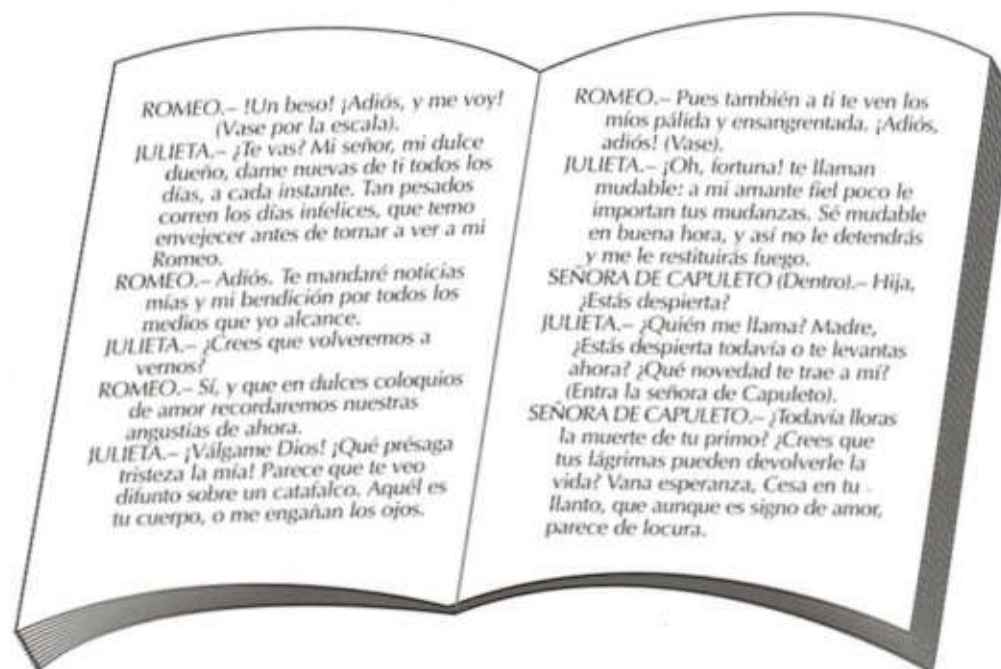 ROMEO.– !Un beso! ¡Adiós, y me voy!
(Vase por la escala).
JULIETA.– ¿Te vas? Mi señor, mi dulce
dueño, dame nuevas de ti todos los
días, a cada instante. Tan pesados
corren los días infelices, que temo
envejecer antes de tornar a ver a mi
Romeo.
ROMEO.– Adiós. Te mandaré noticias
mías y mi bendición por todos los
medios que yo alcance.
JULIETA.– ¿Crees que volveremos a
vernos?
ROMEO.– Sí, y que en dulces coloquios
de amor recordaremos nuestras
angustias de ahora.
JULIETA.– ¡Válgame Dios! ¡Qué présaga
tristeza la mía! Parece que te veo
difunto sobre un catafalco. Aquél es
tu cuerpo, o me engañan los ojos.
ROMEO.– Pues también a ti te ven los
míos pálida y ensangrentada. ¡Adiós,
adiós! (Vase).
JULIETA.– ¡Oh, fortuna! te llaman
mudable: a mi amante fiel poco le
importan tus mudanzas. Sé mudable
en buena hora, y así no le detendrás
y me le restituirás fuego.
SEÑORA DE CAPULETO (Dentro).– Hija,
¿Estás despierta?
JULIETA.– ¿Quién me llama? Madre,
¿Estás despierta todavía o te levantas
ahora? ¿Qué novedad te trae a mí?
(Entra la señora de Capuleto).
SEÑORA DE CAPULETO.– ¿Todavía lloras
la muerte de tu primo? ¿Crees que
tus lágrimas pueden devolverle la
vida? Vana esperanza, Cesa en tu
llanto, que aunque es signo de amor,
parece de locura.